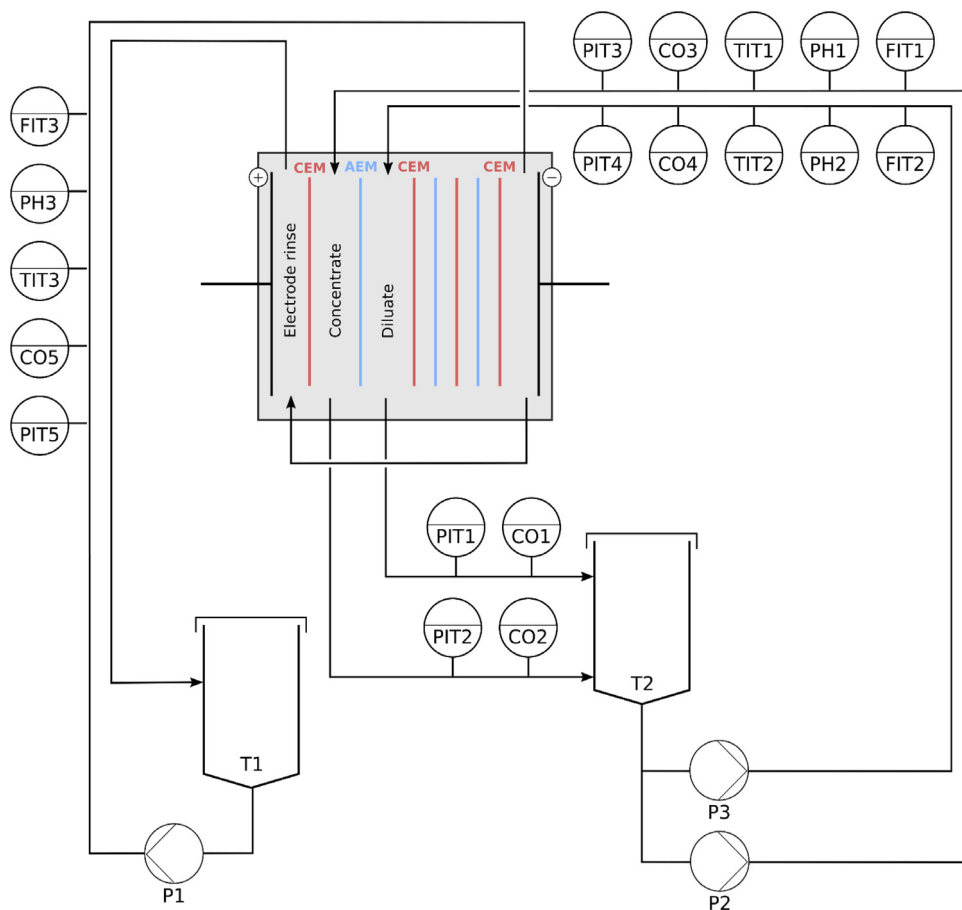 PIT3
CO3
TIT1
PH1
FIT1
FIT3
PIT4
CO4
TIT2
PH2
FIT2
CEM
AEM
CEM
CEM
+
−
PH3
Electrode rinse
Concentrate
Diluate
TIT3
CO5
PIT5
PIT1
CO1
PIT2
CO2
T2
T1
P3
P1
P2